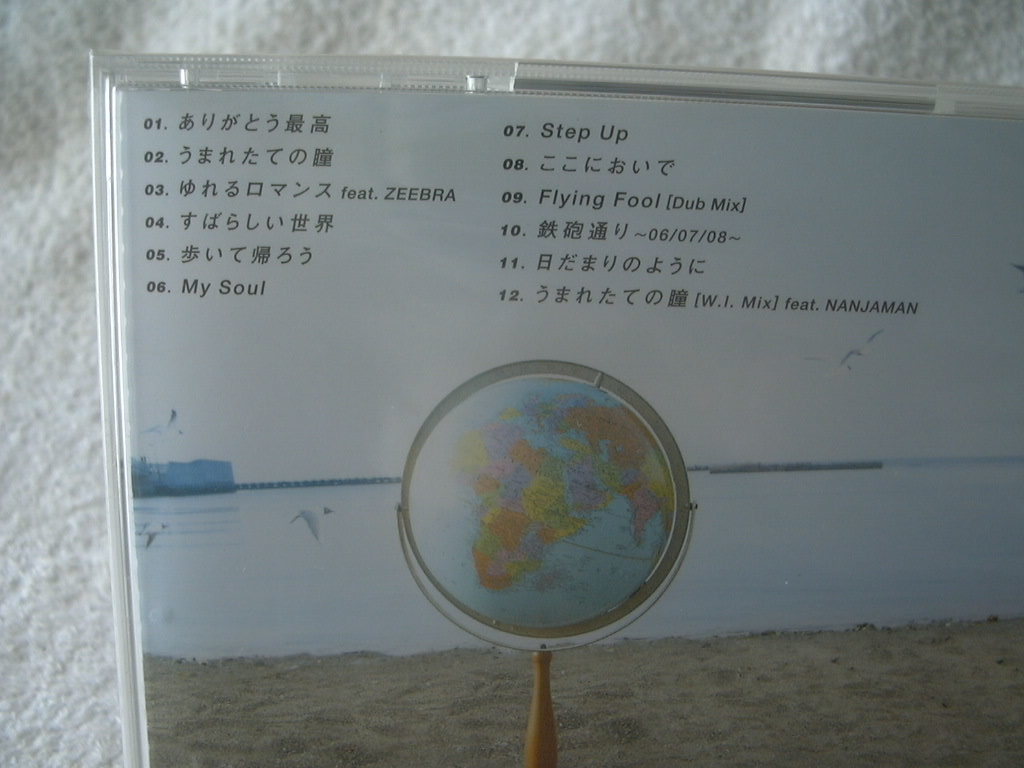 01. ありがとう最高
02. うまれたての瞳
03. ゆれるロマンス feat. ZEEBRA
04. すばらしい世界
05. 歩いて帰ろう
06. My Soul
07. Step Up
08. ここにおいで
09. Flying Fool [Dub Mix]
10. 鉄砲通り～06/07/08～
11. 日だまりのように
12. うまれたての瞳 [W.I. Mix] feat. NANJAMAN